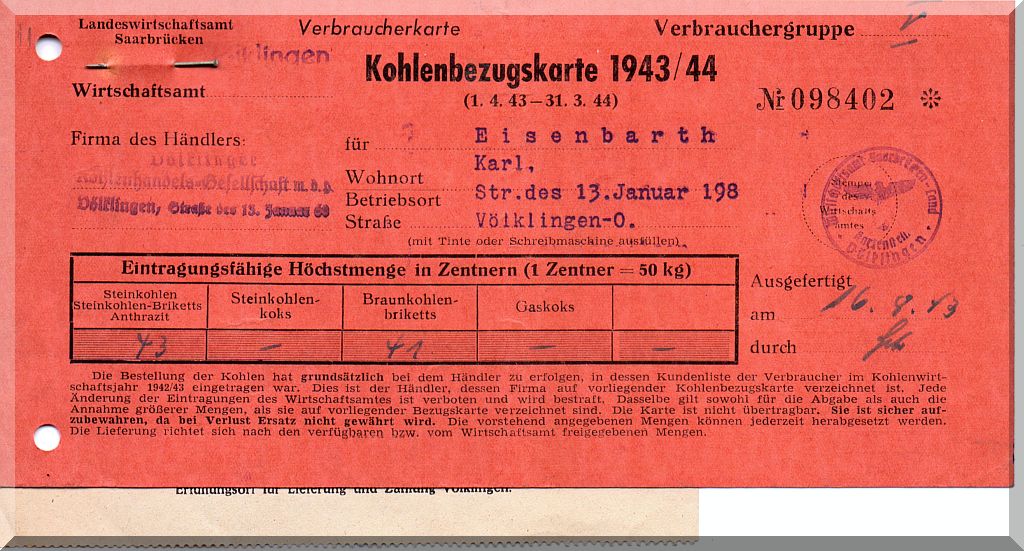 Landeswirtschaftsamt
Saarbrücken
Verbraucherkarte
Verbrauchergruppe V
Völklingen
Wirtschaftsamt
Kohlenbezugskarte 1943/44
(1. 4. 43 – 31. 3. 44)
№ 098402 ✻
Firma des Händlers:
Völklinger
Kohlenhandels-Gesellschaft m.b.H.
Völklingen, Straße des 13. Januar 68
für Eisenbarth
Karl,
Wohnort
Betriebsort Str.des 13.Januar 198
Straße Völklingen-O.
(mit Tinte oder Schreibmaschine ausfüllen)
Stempel
des
Wirtschafts
amtes
Wirtschaftsamt Saarbrücken-Land
Völklingen
Eintragungsfähige Höchstmenge in Zentnern (1 Zentner = 50 kg)
Steinkohlen
Steinkohlen-Briketts
Anthrazit
Steinkohlen-
koks
Braunkohlen-
briketts
Gaskoks
43 – 41 – –
Ausgefertigt
am 16. 9. 43
durch
Die Bestellung der Kohlen hat grundsätzlich bei dem Händler zu erfolgen, in dessen Kundenliste der Verbraucher im Kohlenwirt-
schaftsjahr 1942/43 eingetragen war. Dies ist der Händler, dessen Firma auf vorliegender Kohlenbezugskarte verzeichnet ist. Jede
Änderung der Eintragungen des Wirtschaftsamtes ist verboten und wird bestraft. Dasselbe gilt sowohl für die Abgabe als auch die
Annahme größerer Mengen, als sie auf vorliegender Bezugskarte verzeichnet sind. Die Karte ist nicht übertragbar. Sie ist sicher auf-
zubewahren, da bei Verlust Ersatz nicht gewährt wird. Die vorstehend angegebenen Mengen können jederzeit herabgesetzt werden.
Die Lieferung richtet sich nach den verfügbaren bzw. vom Wirtschaftsamt freigegebenen Mengen.
Erfüllungsort für Lieferung und Zahlung Völklingen.